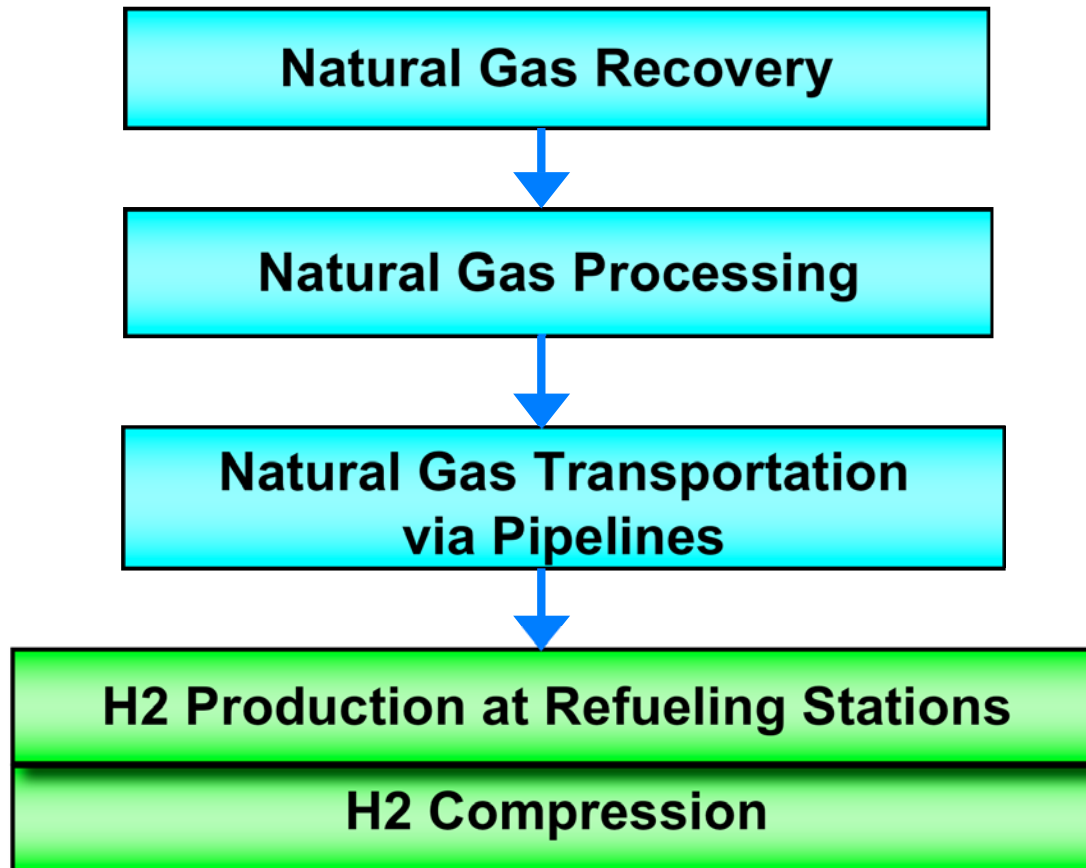 Natural Gas Recovery
Natural Gas Processing
Natural Gas Transportation
via Pipelines
H2 Production at Refueling Stations
H2 Compression